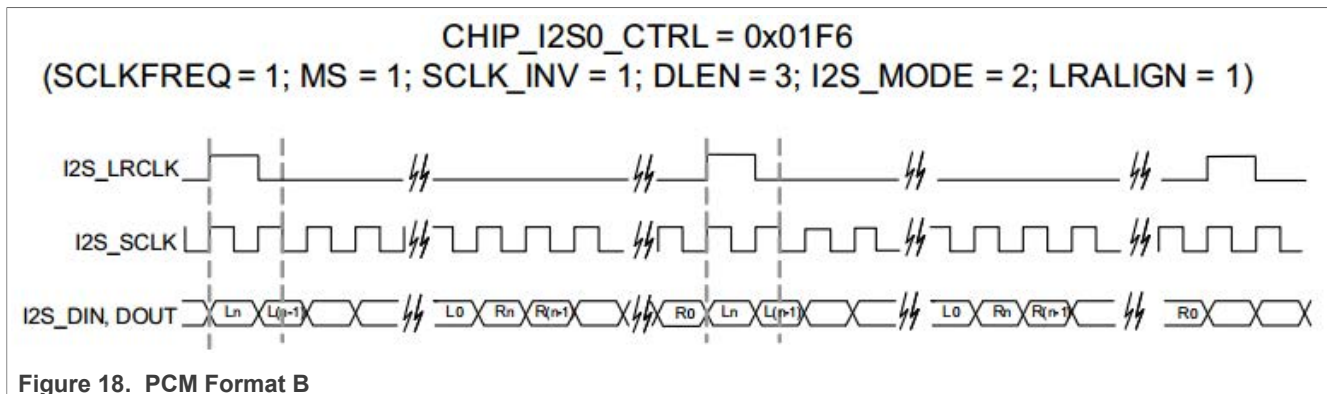 CHIP_I2S0_CTRL = 0x01F6
(SCLKFREQ = 1; MS = 1; SCLK_INV = 1; DLEN = 3; I2S_MODE = 2; LRALIGN = 1)
I2S_LRCLK
I2S_SCLK
I2S_DIN, DOUT Ln L(n-1) L0 Rn R(n-1) R0 Ln L(n-1) L0 Rn R(n-1) R0
Figure 18. PCM Format B